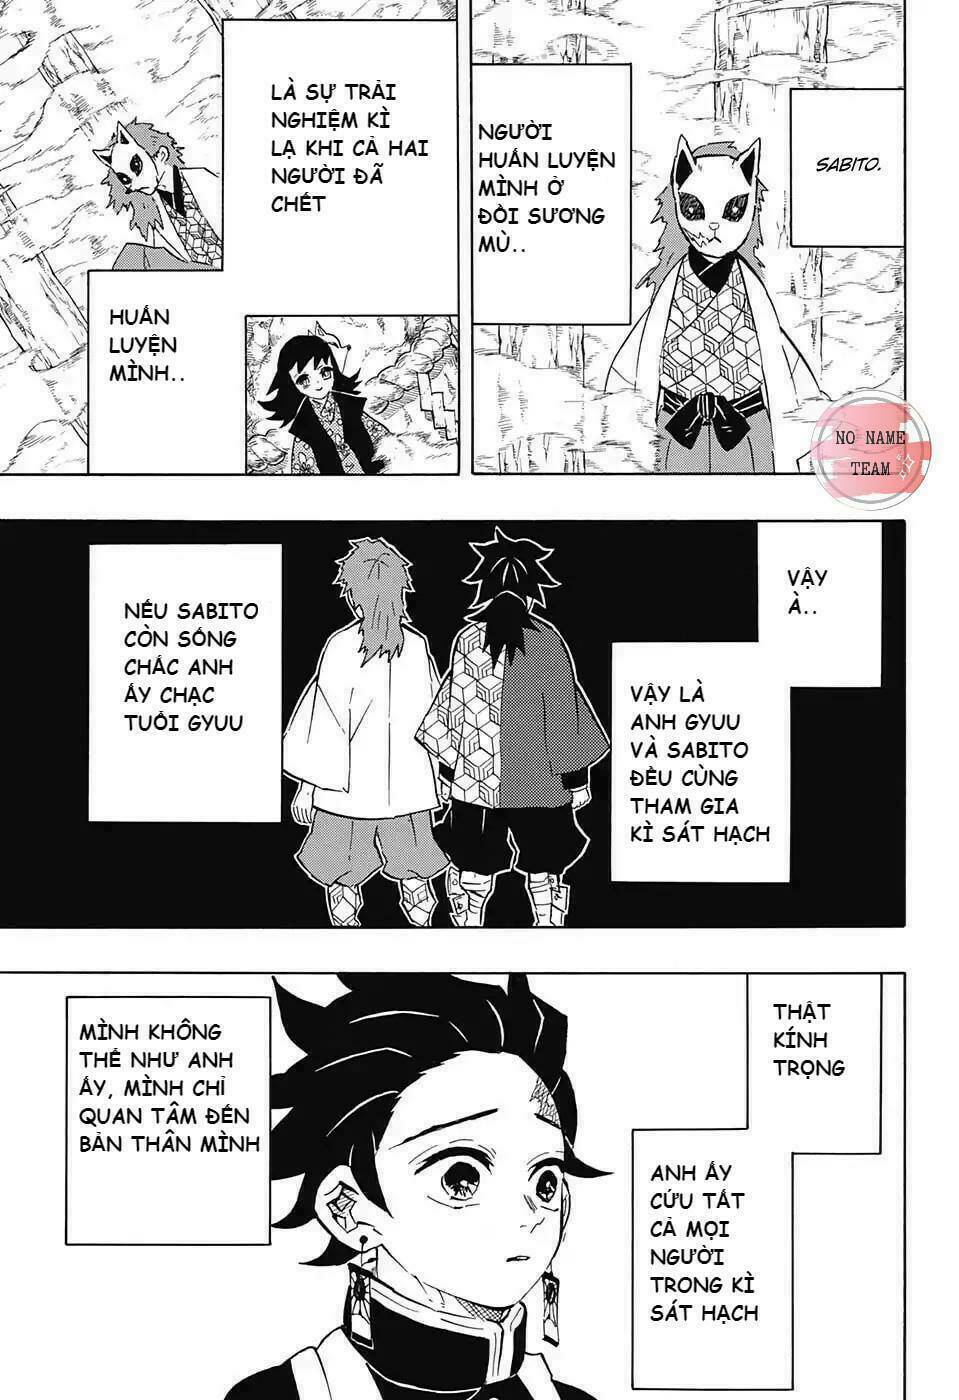 SABITO.
NGƯỜI
HUẤN LUYỆN
MÌNH Ở
ĐỒI SƯƠNG
MÙ..
LÀ SỰ TRẢI
NGHIỆM KÌ
LẠ KHI CẢ HAI
NGƯỜI ĐÃ
CHẾT
HUẤN
LUYỆN
MÌNH..
NO NAME
TEAM
VẬY
À..
VẬY LÀ
ANH GYUU
VÀ SABITO
ĐỀU CÙNG
THAM GIA
KÌ SÁT HẠCH
NẾU SABITO
CÒN SỐNG
CHẮC ANH
ẤY CHẠC
TUỔI GYUU
THẬT
KÍNH
TRỌNG
ANH ẤY
CỨU TẤT
CẢ MỌI
NGƯỜI
TRONG KÌ
SÁT HẠCH
MÌNH KHÔNG
THỂ NHƯ ANH
ẤY, MÌNH CHỈ
QUAN TÂM ĐẾN
BẢN THÂN MÌNH